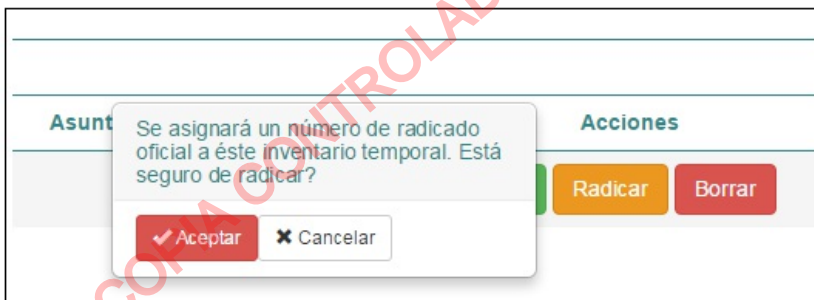 Asunt
Acciones
Se asignará un número de radicado
oficial a éste inventario temporal. Está
seguro de radicar?
Aceptar
Cancelar
Radicar
Borrar
COPIA CONTROLAD